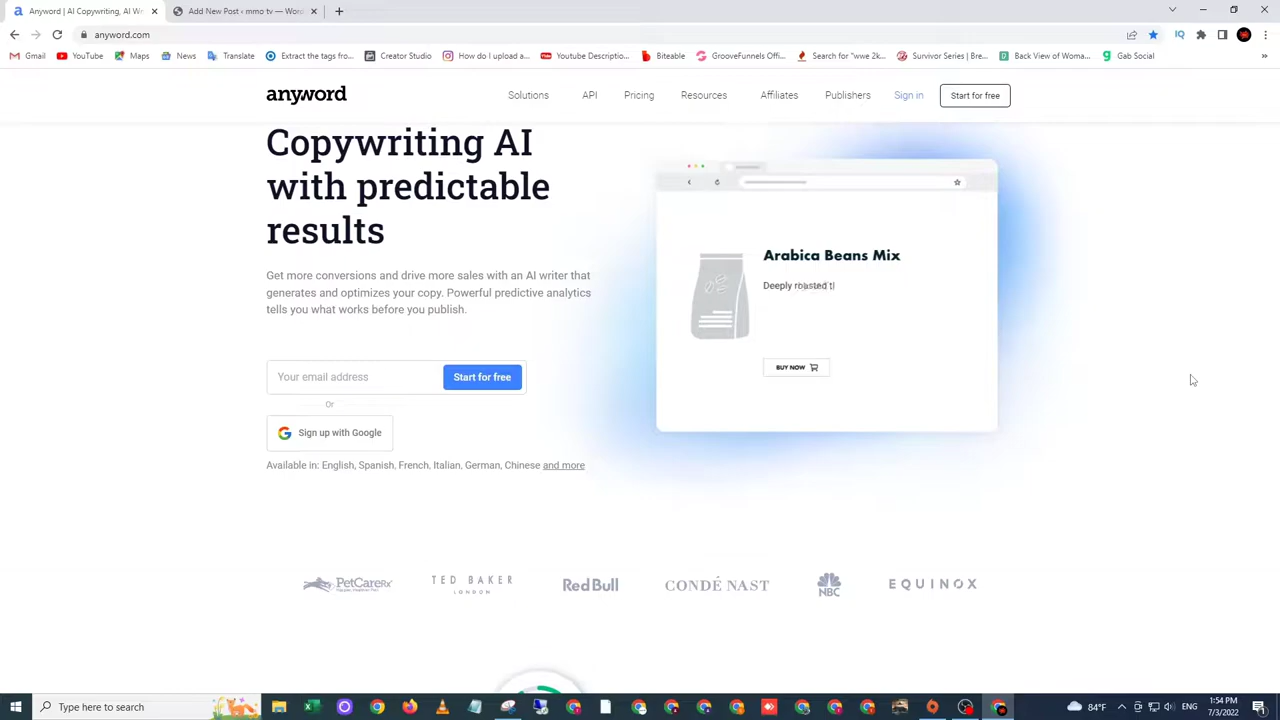 Anyword | AI Copywriting, AI Wr
Add New Post - mmo tv — Word
anyword.com
Gmail
YouTube
Maps
News
Translate
Extract the tags from...
Creator Studio
How do I upload a...
Youtube Descriptio...
Biteable
GrooveFunnels Offi...
Search for "wwe 2k...
Survivor Series | Bre...
Back View of Woma...
Gab Social
»
anyword
Solutions
API
Pricing
Resources
Affiliates
Publishers
Sign in
Start for free
Copywriting AI
with predictable
results
Get more conversions and drive more sales with an AI writer that
generates and optimizes your copy. Powerful predictive analytics
tells you what works before you publish.
Your email address
Start for free
Or
Sign up with Google
Available in: English, Spanish, French, Italian, German, Chinese and more
Arabica Beans Mix
Deeply roasted t
BUY NOW
PetCareRx
TED BAKER
LONDON
Red Bull
CONDÉ NAST
NBC
EQUINOX
Type here to search
84°F
ENG
1:54 PM
7/3/2022